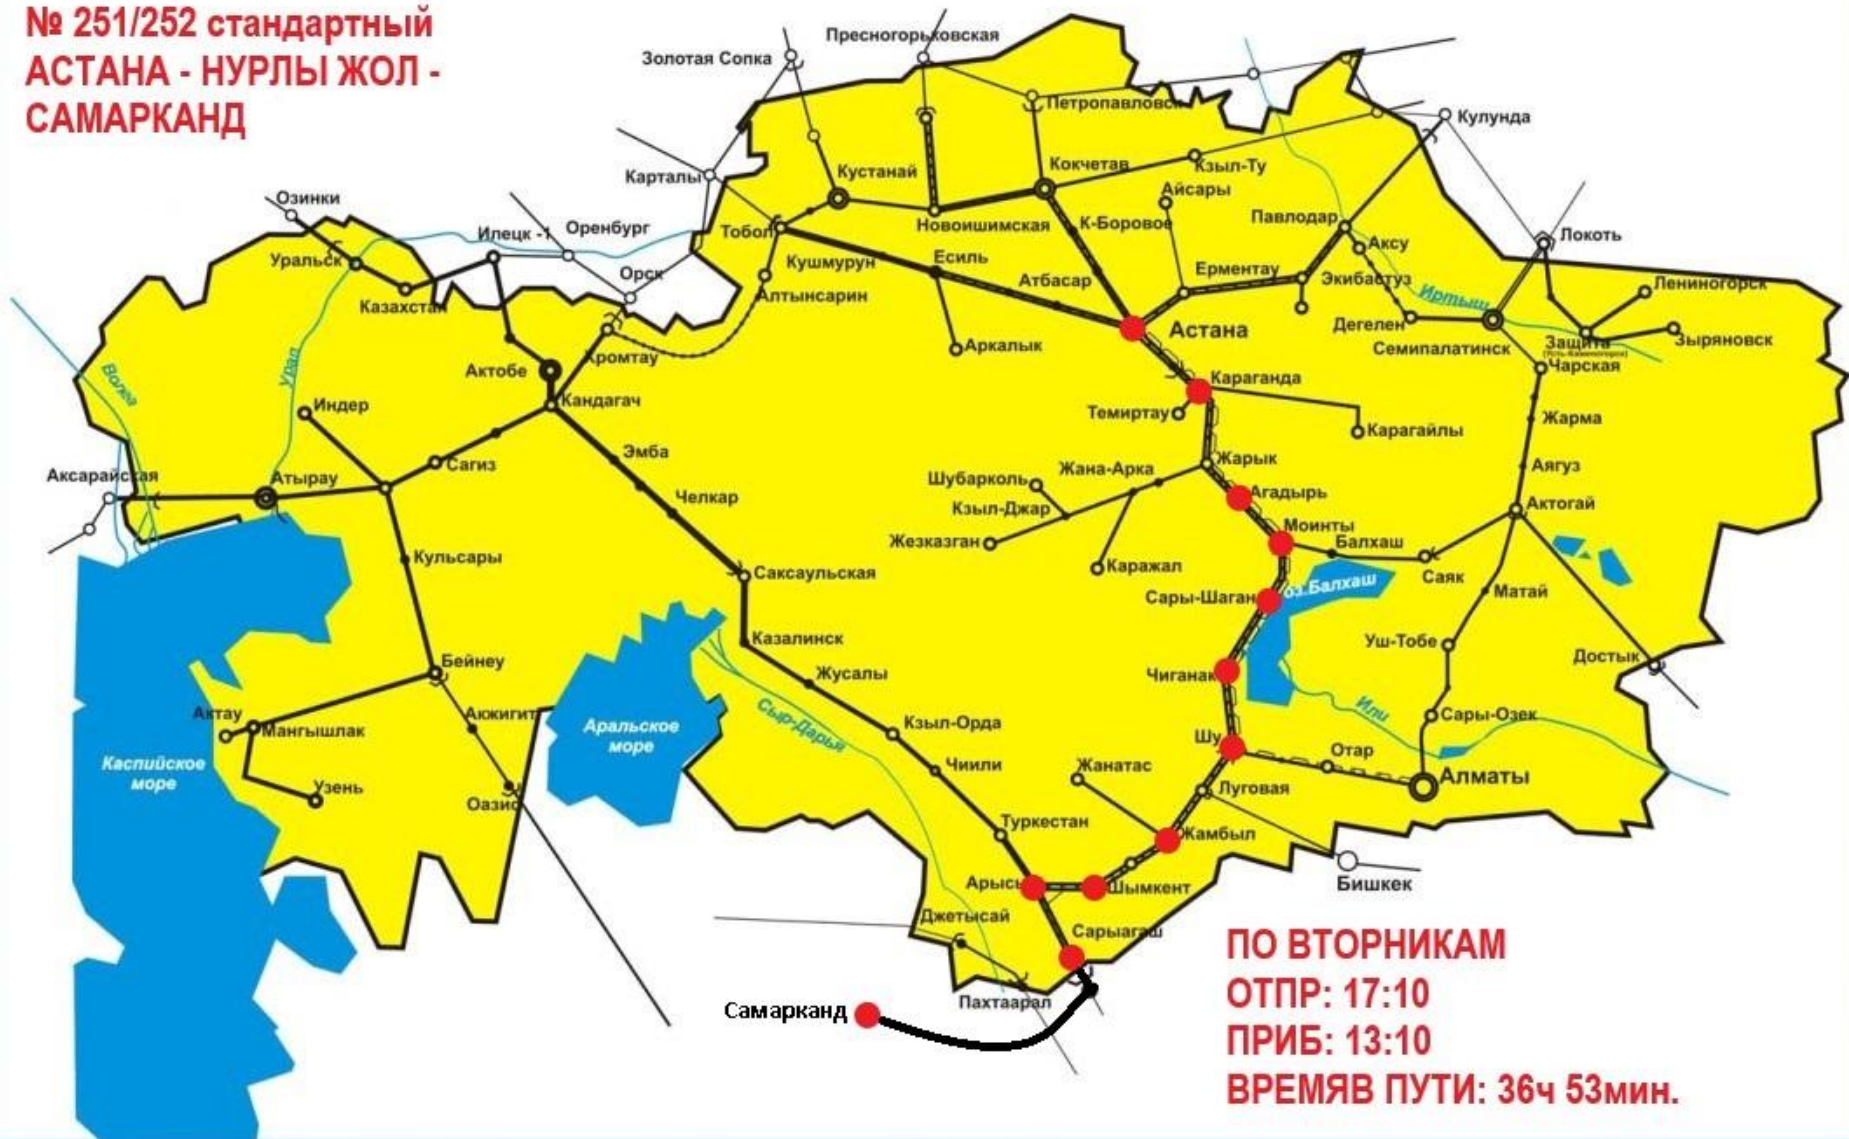 № 251/252 стандартный
АСТАНА - НУРЛЫ ЖОЛ -
САМАРКАНД
Пресногорьковская
Золотая Сопка
Петропавловск
Кулунда
Карталы
Кустанай
Кокчетав
Кзыл-Ту
Айсары
Озинки
Илецк -1
Оренбург
Тобол
Новоишимская
К-Боровое
Павлодар
Локоть
Аксу
Уральск
Орск
Кушмурун
Есиль
Атбасар
Ерментау
Экибастуз
Лениногорск
Казахстан
Алтынсарин
Иртыш
Урал
Волга
Хромтау
Аркалык
Астана
Дегелен
Семипалатинск
Защита
(Усть-Каменогорск)
Зыряновск
Чарская
Актобе
Кандагач
Караганда
Темиртау
Карагайлы
Жарма
Индер
Эмба
Сагиз
Жарык
Аягуз
Аксарайская
Атырау
Челкар
Шубарколь
Жана-Арка
Кзыл-Джар
Агадырь
Актогай
Жезказган
Моинты
Балхаш
Каражал
Саяк
Кульсары
Саксаульская
оз.Балхаш
Сары-Шаган
Матай
Казалинск
Уш-Тобе
Достык
Бейнеу
Жусалы
Чиганак
Актау
Акжигит
Мангышлак
Аральское
море
Сыр-Дарья
Кзыл-Орда
Или
Сары-Озек
Каспийское
море
Узень
Оазис
Чиили
Шу
Отар
Жанатас
Луговая
Алматы
Туркестан
Жамбыл
Бишкек
Арысь
Шымкент
Джетысай
Сарыагаш
Пахтаарал
Самарканд
ПО ВТОРНИКАМ
ОТПР: 17:10
ПРИБ: 13:10
ВРЕМЯВ ПУТИ: 36ч 53мин.